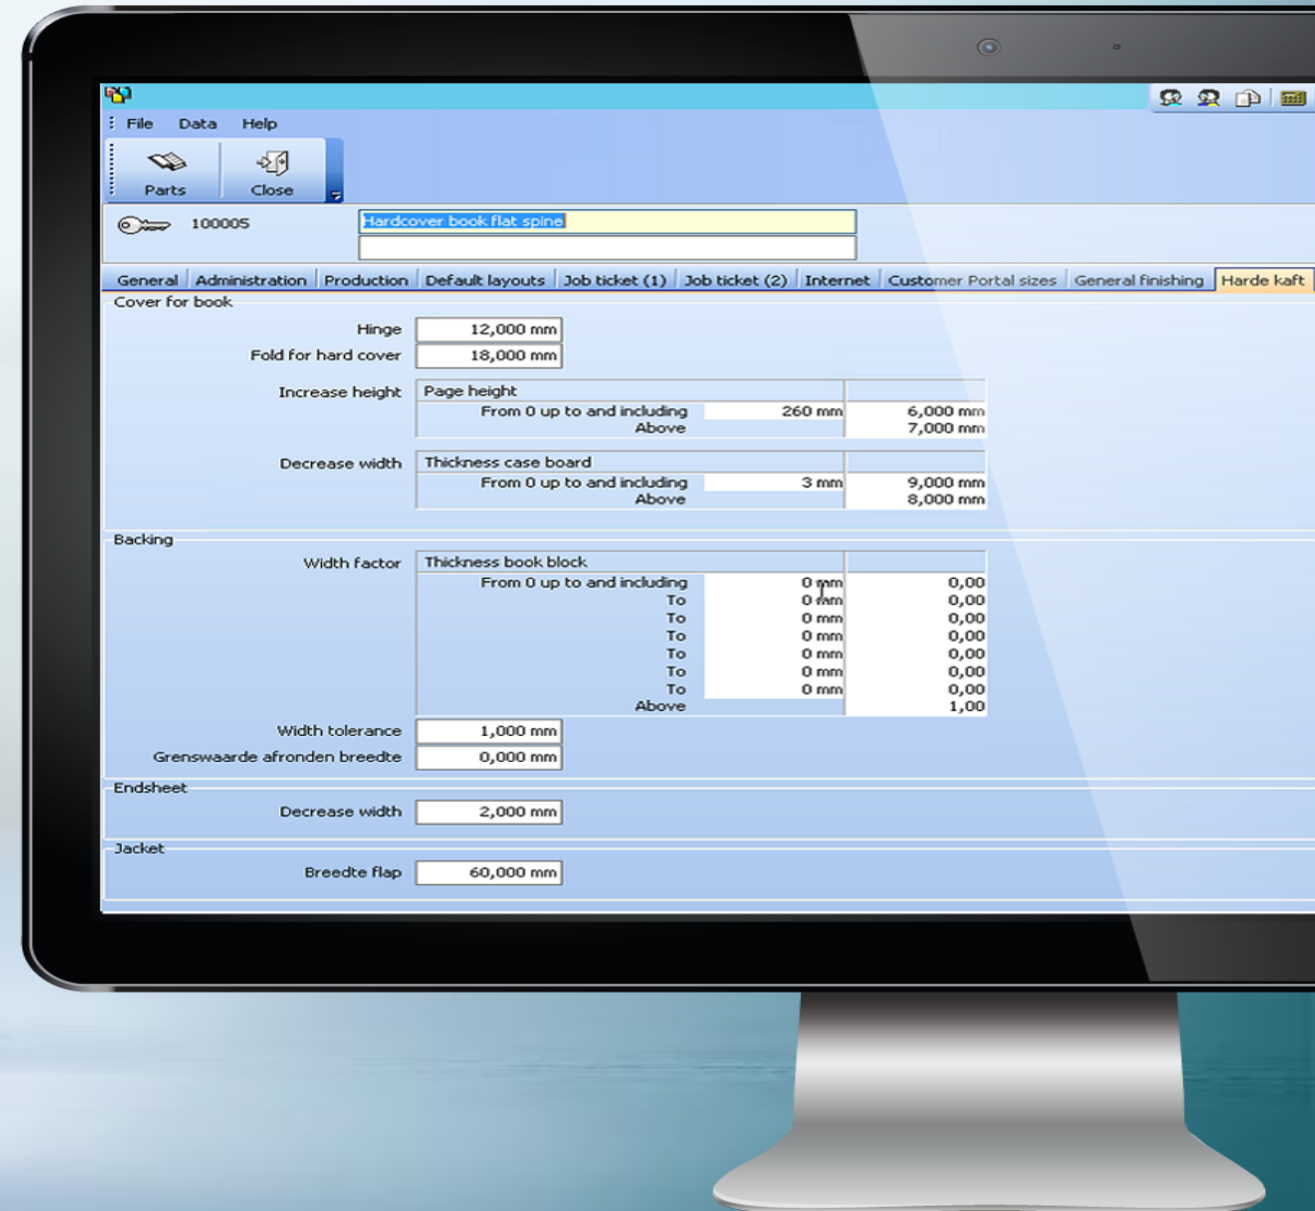 File Data Help
Parts Close
100005 Hardcover book flat spine
General Administration Production Default layouts Job ticket (1) Job ticket (2) Internet Customer Portal sizes General finishing Harde kaft
Cover for book
Hinge 12,000 mm
Fold for hard cover 18,000 mm
Increase height Page height
From 0 up to and including 260 mm 6,000 mm
Above 7,000 mm
Decrease width Thickness case board
From 0 up to and including 3 mm 9,000 mm
Above 8,000 mm
Backing
Width factor Thickness book block
From 0 up to and including 0 mm 0,00
To 0 mm 0,00
To 0 mm 0,00
To 0 mm 0,00
To 0 mm 0,00
To 0 mm 0,00
To 0 mm 0,00
Above 1,00
Width tolerance 1,000 mm
Grenswaarde afronden breedte 0,000 mm
Endsheet
Decrease width 2,000 mm
Jacket
Breedte flap 60,000 mm